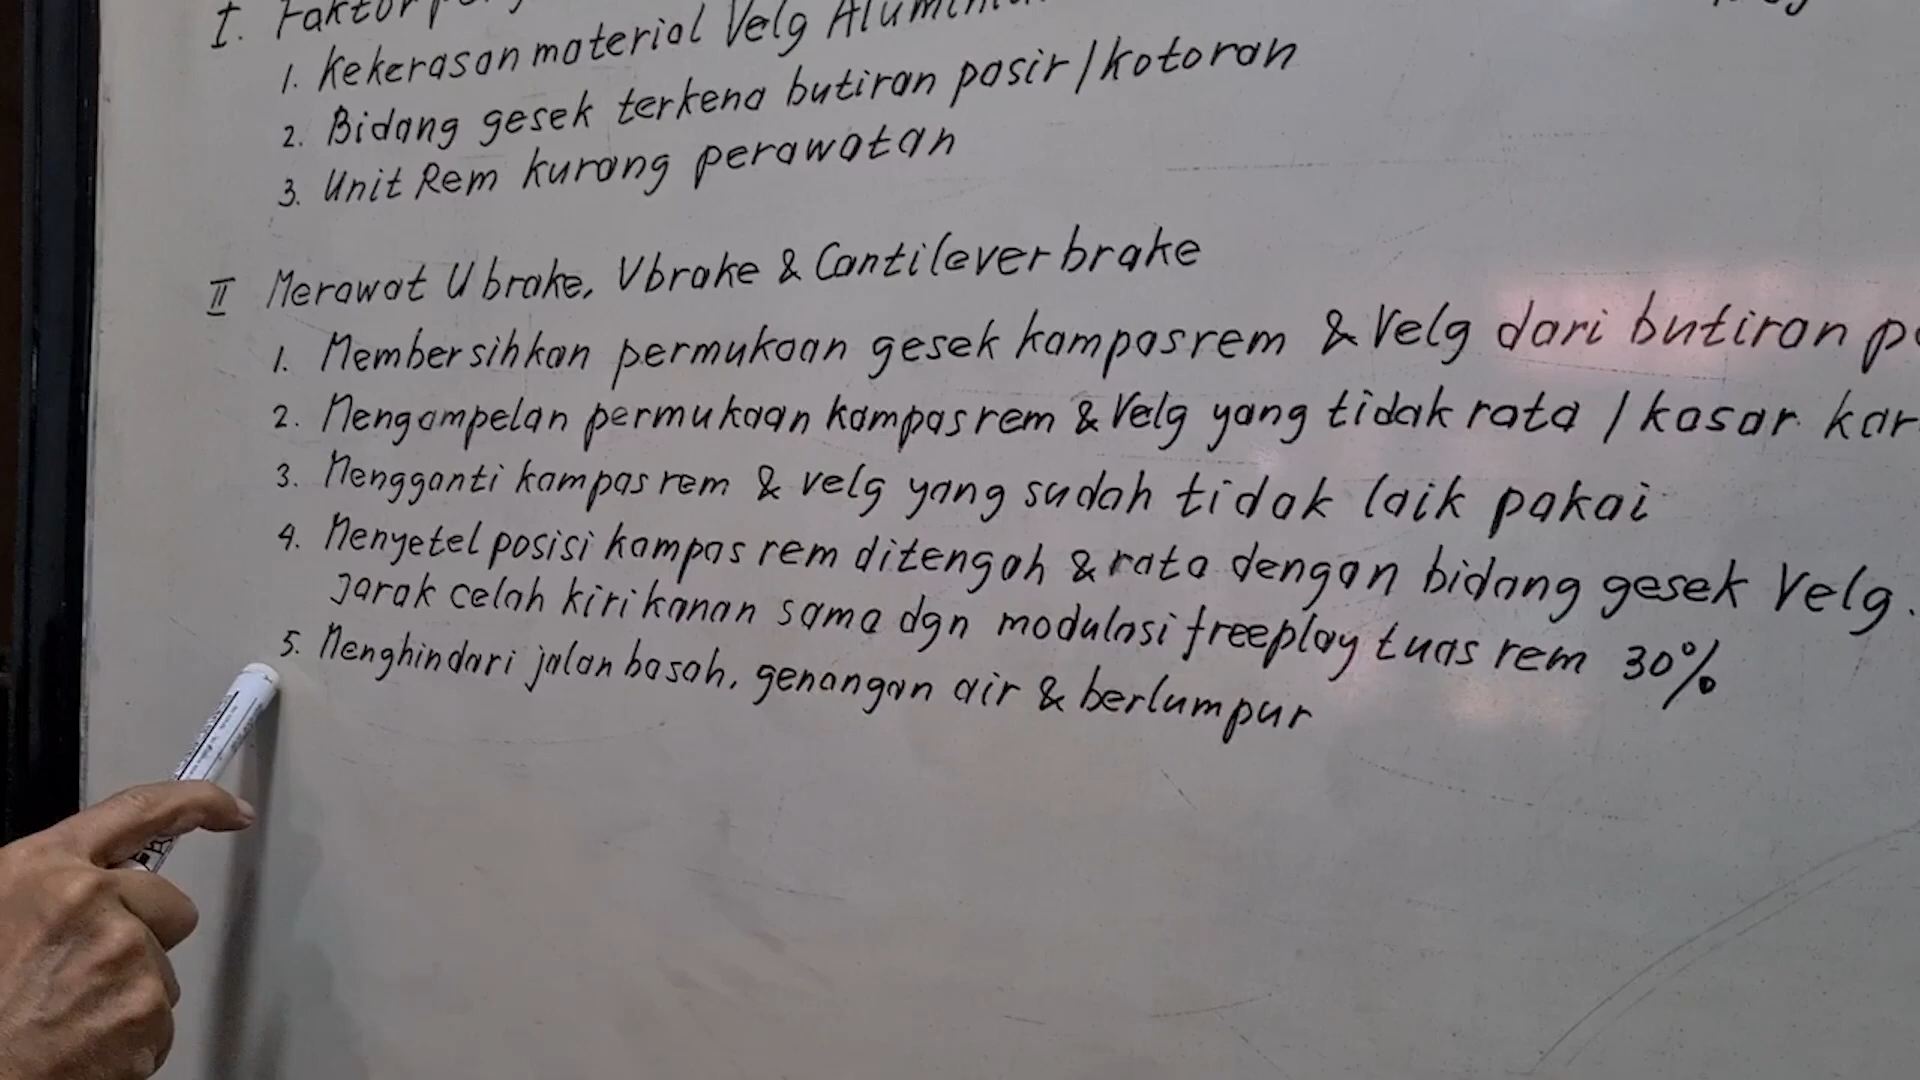 I. Faktor
1. Kekerasan material Velg Aluminium
2. Bidang gesek terkena butiran pasir / kotoran
3. Unit Rem kurang perawatan
II Merawat U brake, V brake & Cantilever brake
1. Membersihkan permukaan gesek kampas rem & Velg dari butiran
2. Mengampelan permukaan kampas rem & Velg yang tidak rata / kasar
3. Mengganti kampas rem & velg yang sudah tidak laik pakai
4. Menyetel posisi kampas rem ditengah & rata dengan bidang gesek Velg.
Jarak celah kiri kanan sama dgn modulasi freeplay tuas rem 30%
5. Menghindari jalan basah, genangan air & berlumpur